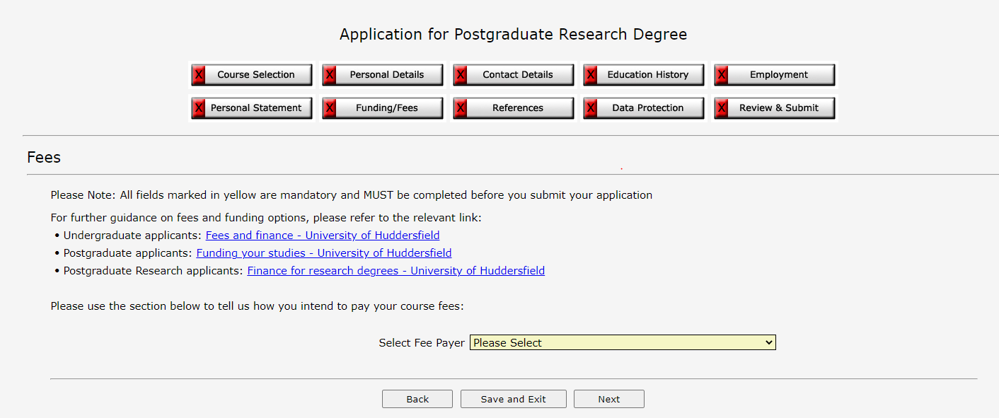 Application for Postgraduate Research Degree
X Course Selection X Personal Details X Contact Details X Education History X Employment
X Personal Statement X Funding/Fees X References X Data Protection X Review & Submit
Fees
Please Note: All fields marked in yellow are mandatory and MUST be completed before you submit your application
For further guidance on fees and funding options, please refer to the relevant link:
• Undergraduate applicants: Fees and finance - University of Huddersfield
• Postgraduate applicants: Funding your studies - University of Huddersfield
• Postgraduate Research applicants: Finance for research degrees - University of Huddersfield
Please use the section below to tell us how you intend to pay your course fees:
Select Fee Payer Please Select
Back Save and Exit Next